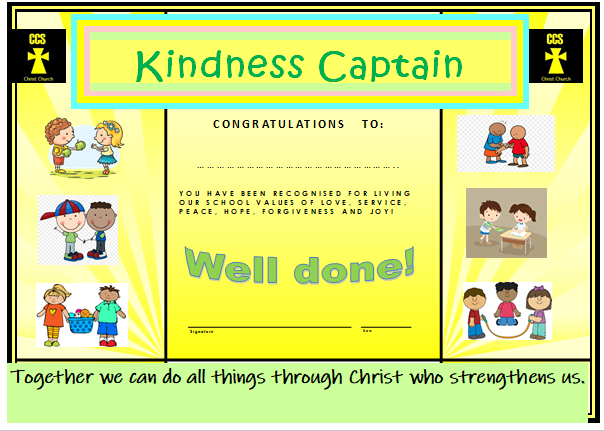 CCS
Christ Church
Kindness Captain
CCS
Christ Church
CONGRATULATIONS TO:
………………………………………………………..
YOU HAVE BEEN RECOGNISED FOR LIVING
OUR SCHOOL VALUES OF LOVE, SERVICE,
PEACE, HOPE, FORGIVENESS AND JOY!
Well done!
Signature
Together we can do all things through Christ who strengthens us.